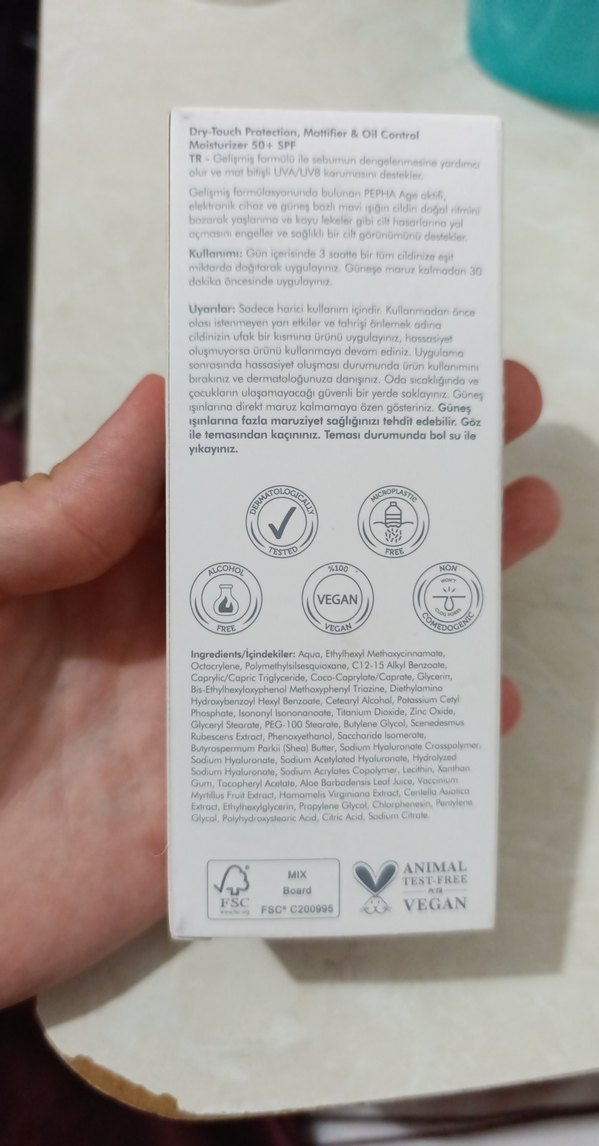 Dry-Touch Protection, Mattifier & Oil Control
Moisturizer 50+ SPF
TR - Gelişmiş formülü ile sebumun dengelenmesine yardımcı
olur ve mat bitişli UVA/UVB korumasını destekler.
Gelişmiş formülasyonunda bulunan PEPHA Age aktifi,
elektronik cihaz ve güneş bazlı mavi ışığın cildin doğal ritmini
bozarak yaşlanma ve koyu lekeler gibi cilt hasarlarına yol
açmasını engeller ve sağlıklı bir cilt görünümünü destekler.
Kullanımı: Gün içerisinde 3 saatte bir tüm cildinize eşit
miktarda dağıtarak uygulayınız. Güneşe maruz kalmadan 30
dakika öncesinde uygulayınız.
Uyarılar: Sadece harici kullanım içindir. Kullanmadan önce
olası istenmeyen yan etkiler ve tahrişi önlemek adına
cildinizin ufak bir kısmına ürünü uygulayınız, hassasiyet
oluşmuyorsa ürünü kullanmaya devam ediniz. Uygulama
sonrasında hassasiyet oluşması durumunda ürün kullanımını
bırakınız ve dermatoloğunuza danışınız. Oda sıcaklığında ve
çocukların ulaşamayacağı güvenli bir yerde saklayınız. Güneş
ışınlarına direkt maruz kalmamaya özen gösteriniz. Güneş
ışınlarına fazla maruziyet sağlığınızı tehdit edebilir. Göz
ile temasından kaçınınız. Teması durumunda bol su ile
yıkayınız.
DERMATOLOGICALLY
TESTED
MICROPLASTIC
FREE
ALCOHOL
FREE
%100
VEGAN
VEGAN
NON
WON'T
CLOG PORES
COMEDOGENIC
Ingredients/İçindekiler: Aqua, Ethylhexyl Methoxycinnamate,
Octocrylene, Polymethylsilsesquioxane, C12-15 Alkyl Benzoate,
Caprylic/Capric Triglyceride, Coco-Caprylate/Caprate, Glycerin,
Bis-Ethylhexyloxyphenol Methoxyphenyl Triazine, Diethylamino
Hydroxybenzoyl Hexyl Benzoate, Cetearyl Alcohol, Potassium Cetyl
Phosphate, Isononyl Isononanoate, Titanium Dioxide, Zinc Oxide,
Glyceryl Stearate, PEG-100 Stearate, Butylene Glycol, Scenedesmus
Rubescens Extract, Phenoxyethanol, Saccharide Isomerate,
Butyrospermum Parkii (Shea) Butter, Sodium Hyaluronate Crosspolymer,
Sodium Hyaluronate, Sodium Acetylated Hyaluronate, Hydrolyzed
Sodium Hyaluronate, Sodium Acrylates Copolymer, Lecithin, Xanthan
Gum, Tocopheryl Acetate, Aloe Barbadensis Leaf Juice, Vaccinium
Myrtillus Fruit Extract, Hamamelis Virginiana Extract, Centella Asiatica
Extract, Ethylhexylglycerin, Propylene Glycol, Chlorphenesin, Pentylene
Glycol, Polyhydroxystearic Acid, Citric Acid, Sodium Citrate.
FSC
www.fsc.org
MIX
Board
FSC® C200995
ANIMAL
TEST-FREE
PETA
VEGAN